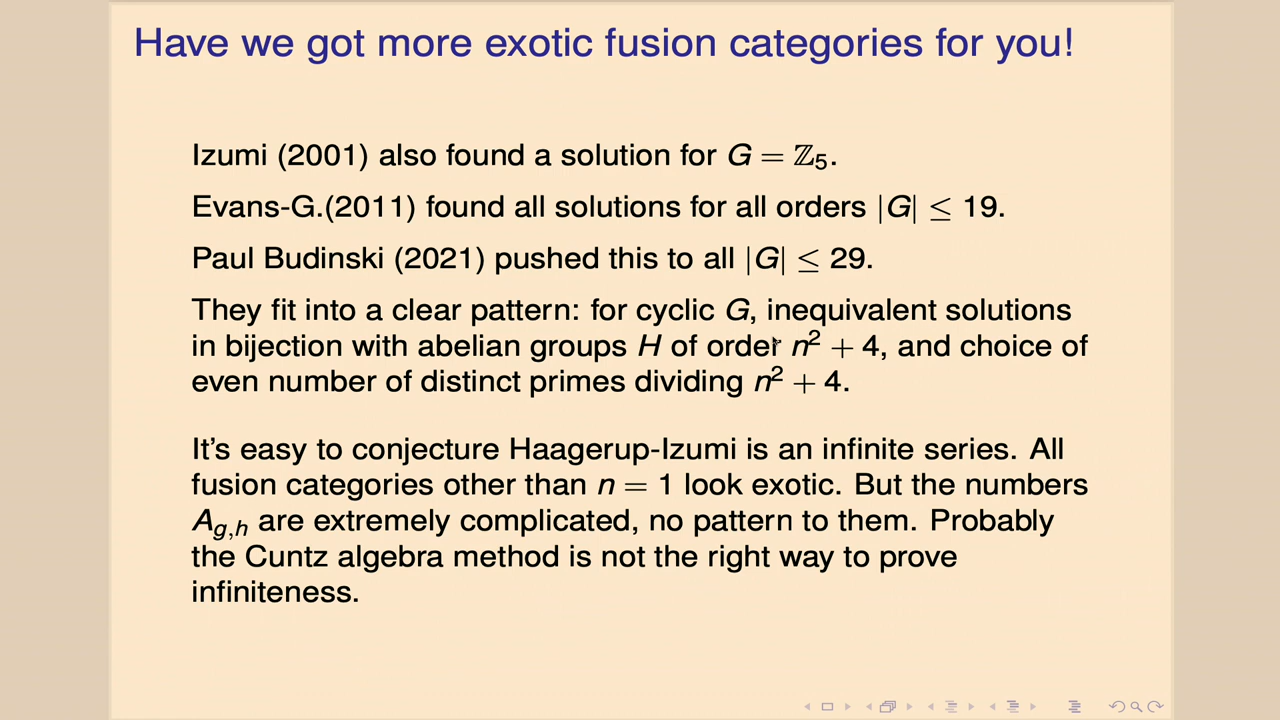 Have we got more exotic fusion categories for you!
Izumi (2001) also found a solution for G = ℤ₅.
Evans-G.(2011) found all solutions for all orders |G| ≤ 19.
Paul Budinski (2021) pushed this to all |G| ≤ 29.
They fit into a clear pattern: for cyclic G, inequivalent solutions
in bijection with abelian groups H of order n² + 4, and choice of
even number of distinct primes dividing n² + 4.
It's easy to conjecture Haagerup-Izumi is an infinite series. All
fusion categories other than n = 1 look exotic. But the numbers
A_{g,h} are extremely complicated, no pattern to them. Probably
the Cuntz algebra method is not the right way to prove
infiniteness.